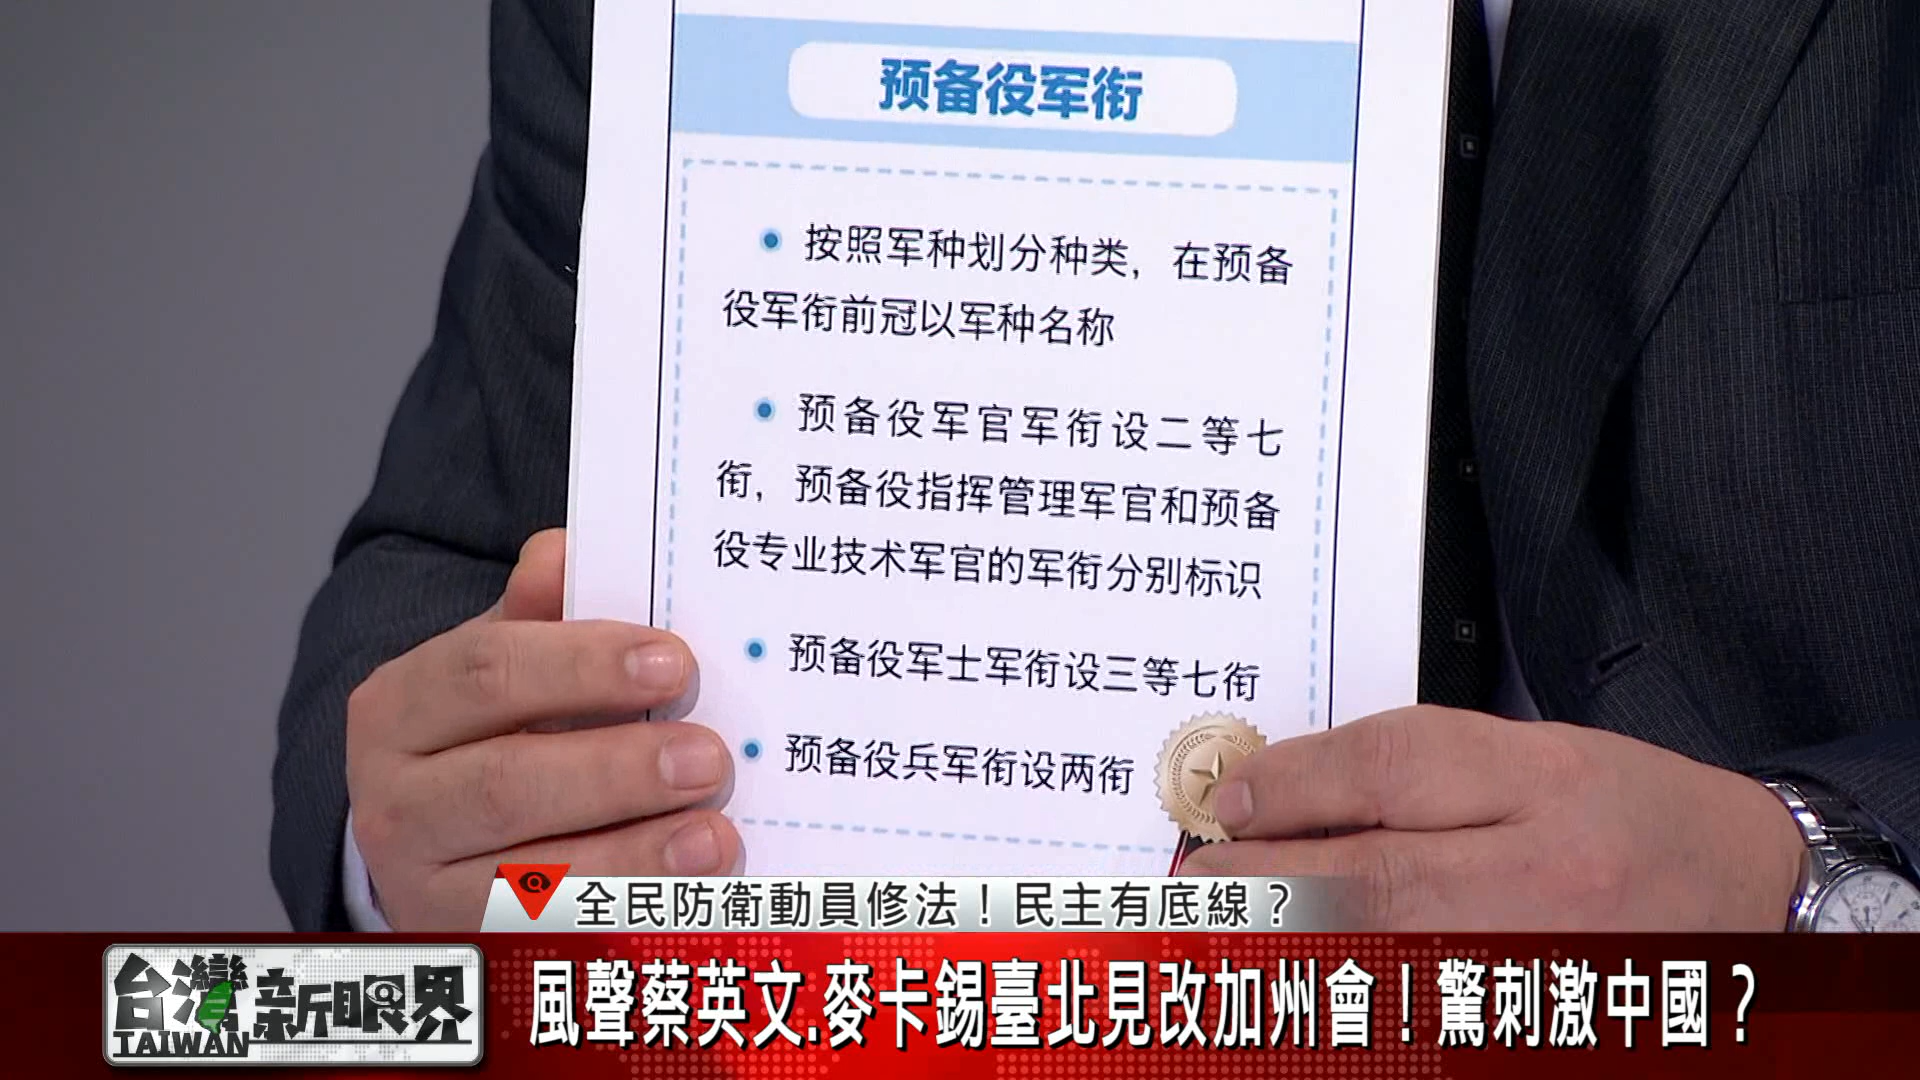 预备役军衔
按照军种划分种类，在预备
役军衔前冠以军种名称
预备役军官军衔设二等七
衔，预备役指挥管理军官和预备
役专业技术军官的军衔分别标识
预备役军士军衔设三等七衔
预备役兵军衔设两衔
全民防衛動員修法！民主有底線？
台灣新眼界
TAIWAN
風聲蔡英文.麥卡錫臺北見改加州會！驚刺激中國？